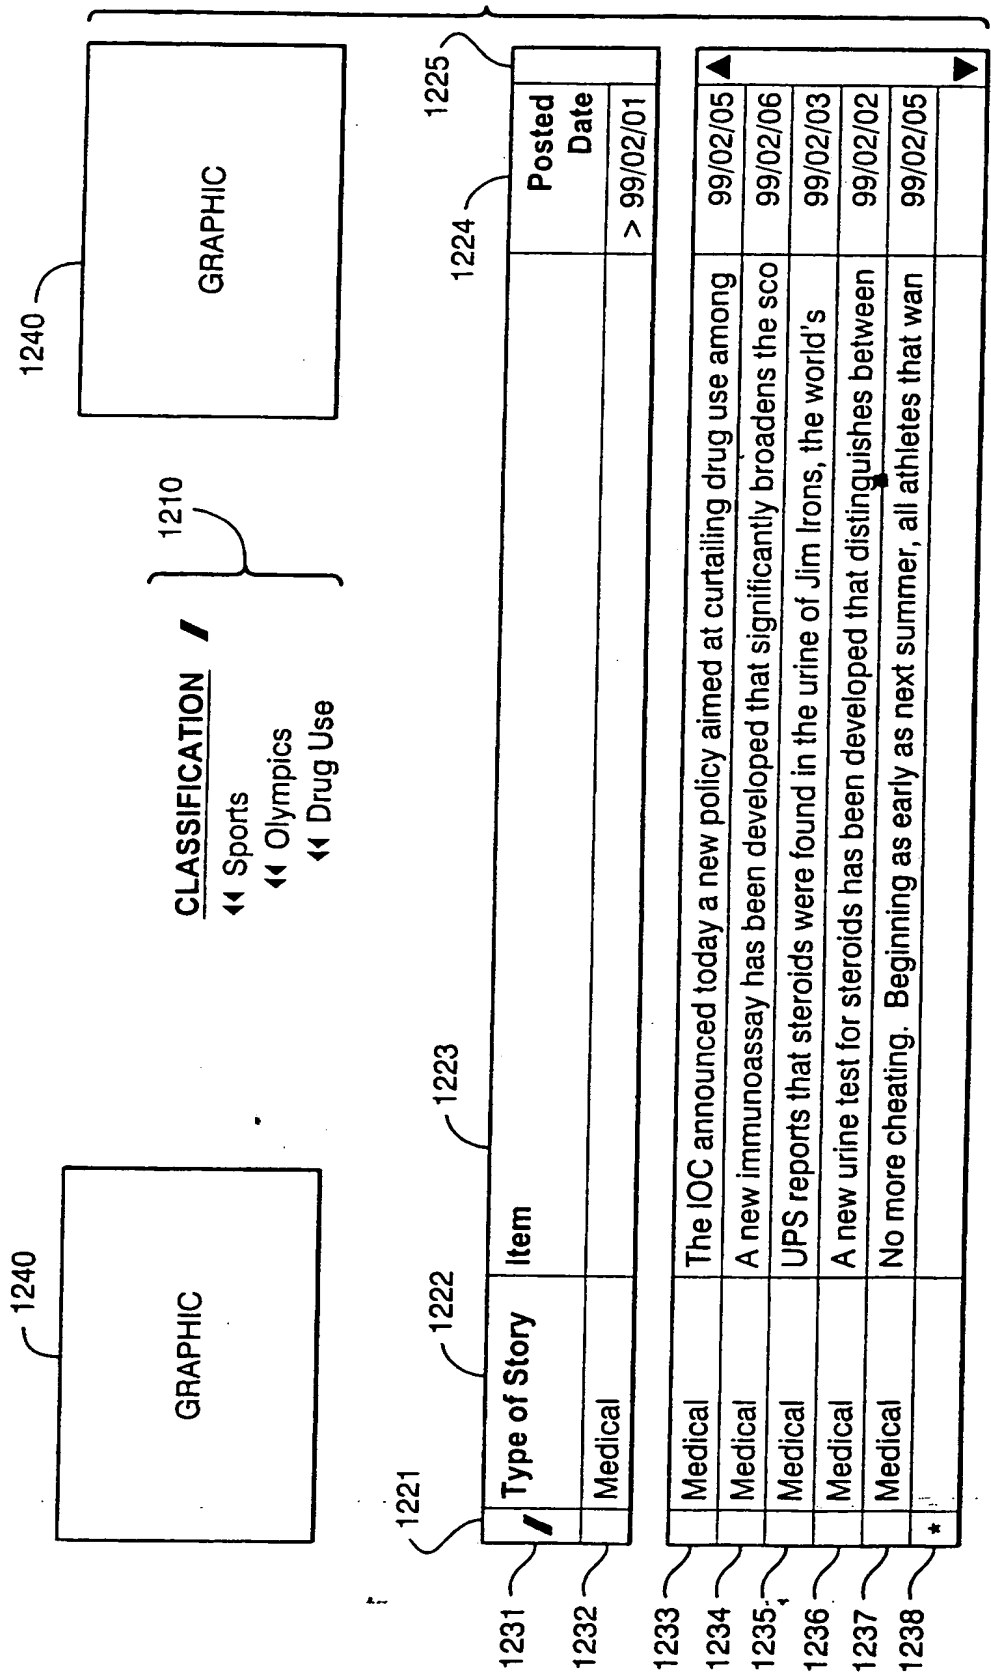 1240
GRAPHIC
1240
GRAPHIC
CLASSIFICATION
Sports
Olympics
Drug Use
1210
1221
1222
1223
1224
1225
1231
Type of Story Item Posted
Date
1232 Medical > 99/02/01
1233 Medical The IOC announced today a new policy aimed at curtailing drug use among 99/02/05
1234 Medical A new immunoassay has been developed that significantly broadens the sco 99/02/06
1235 Medical UPS reports that steroids were found in the urine of Jim Irons, the world's 99/02/03
1236 Medical A new urine test for steroids has been developed that distinguishes between 99/02/02
1237 Medical No more cheating. Beginning as early as next summer, all athletes that wan 99/02/05
1238 *